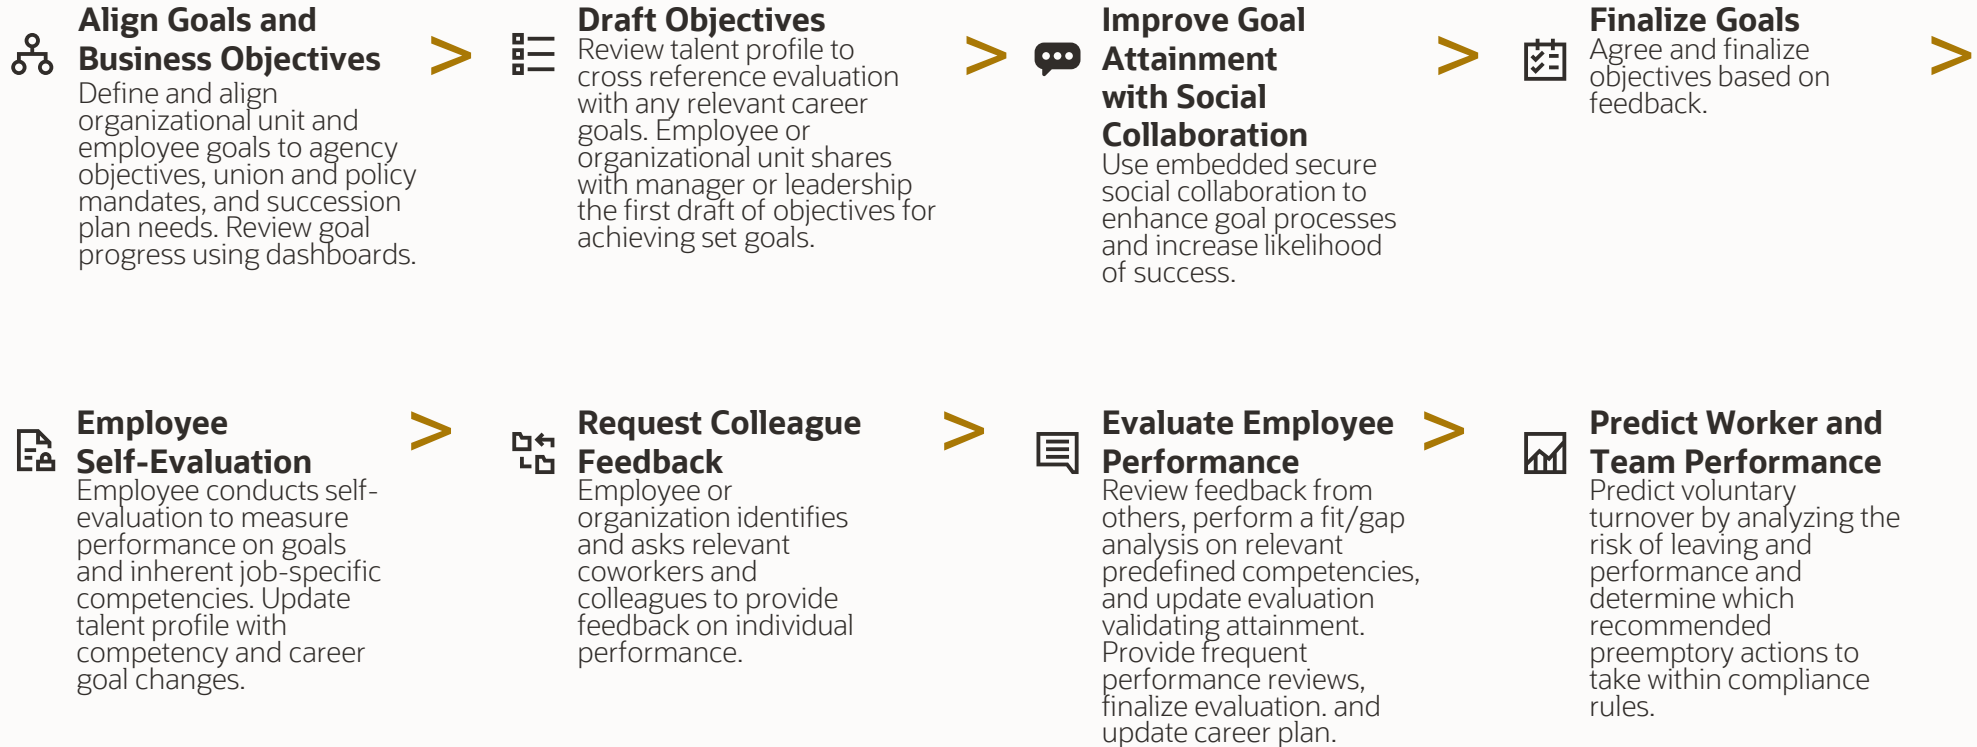 Align Goals and
Business Objectives
Define and align
organizational unit and
employee goals to agency
objectives, union and policy
mandates, and succession
plan needs. Review goal
progress using dashboards.
>
Draft Objectives
Review talent profile to
cross reference evaluation
with any relevant career
goals. Employee or
organizational unit shares
with manager or leadership
the first draft of objectives for
achieving set goals.
>
Improve Goal
Attainment
with Social
Collaboration
Use embedded secure
social collaboration to
enhance goal processes
and increase likelihood
of success.
>
Finalize Goals
Agree and finalize
objectives based on
feedback.
>
Employee
Self-Evaluation
Employee conducts self-
evaluation to measure
performance on goals
and inherent job-specific
competencies. Update
talent profile with
competency and career
goal changes.
>
Request Colleague
Feedback
Employee or
organization identifies
and asks relevant
coworkers and
colleagues to provide
feedback on individual
performance.
>
Evaluate Employee
Performance
Review feedback from
others, perform a fit/gap
analysis on relevant
predefined competencies,
and update evaluation
validating attainment.
Provide frequent
performance reviews,
finalize evaluation. and
update career plan.
>
Predict Worker and
Team Performance
Predict voluntary
turnover by analyzing the
risk of leaving and
performance and
determine which
recommended
preemptory actions to
take within compliance
rules.